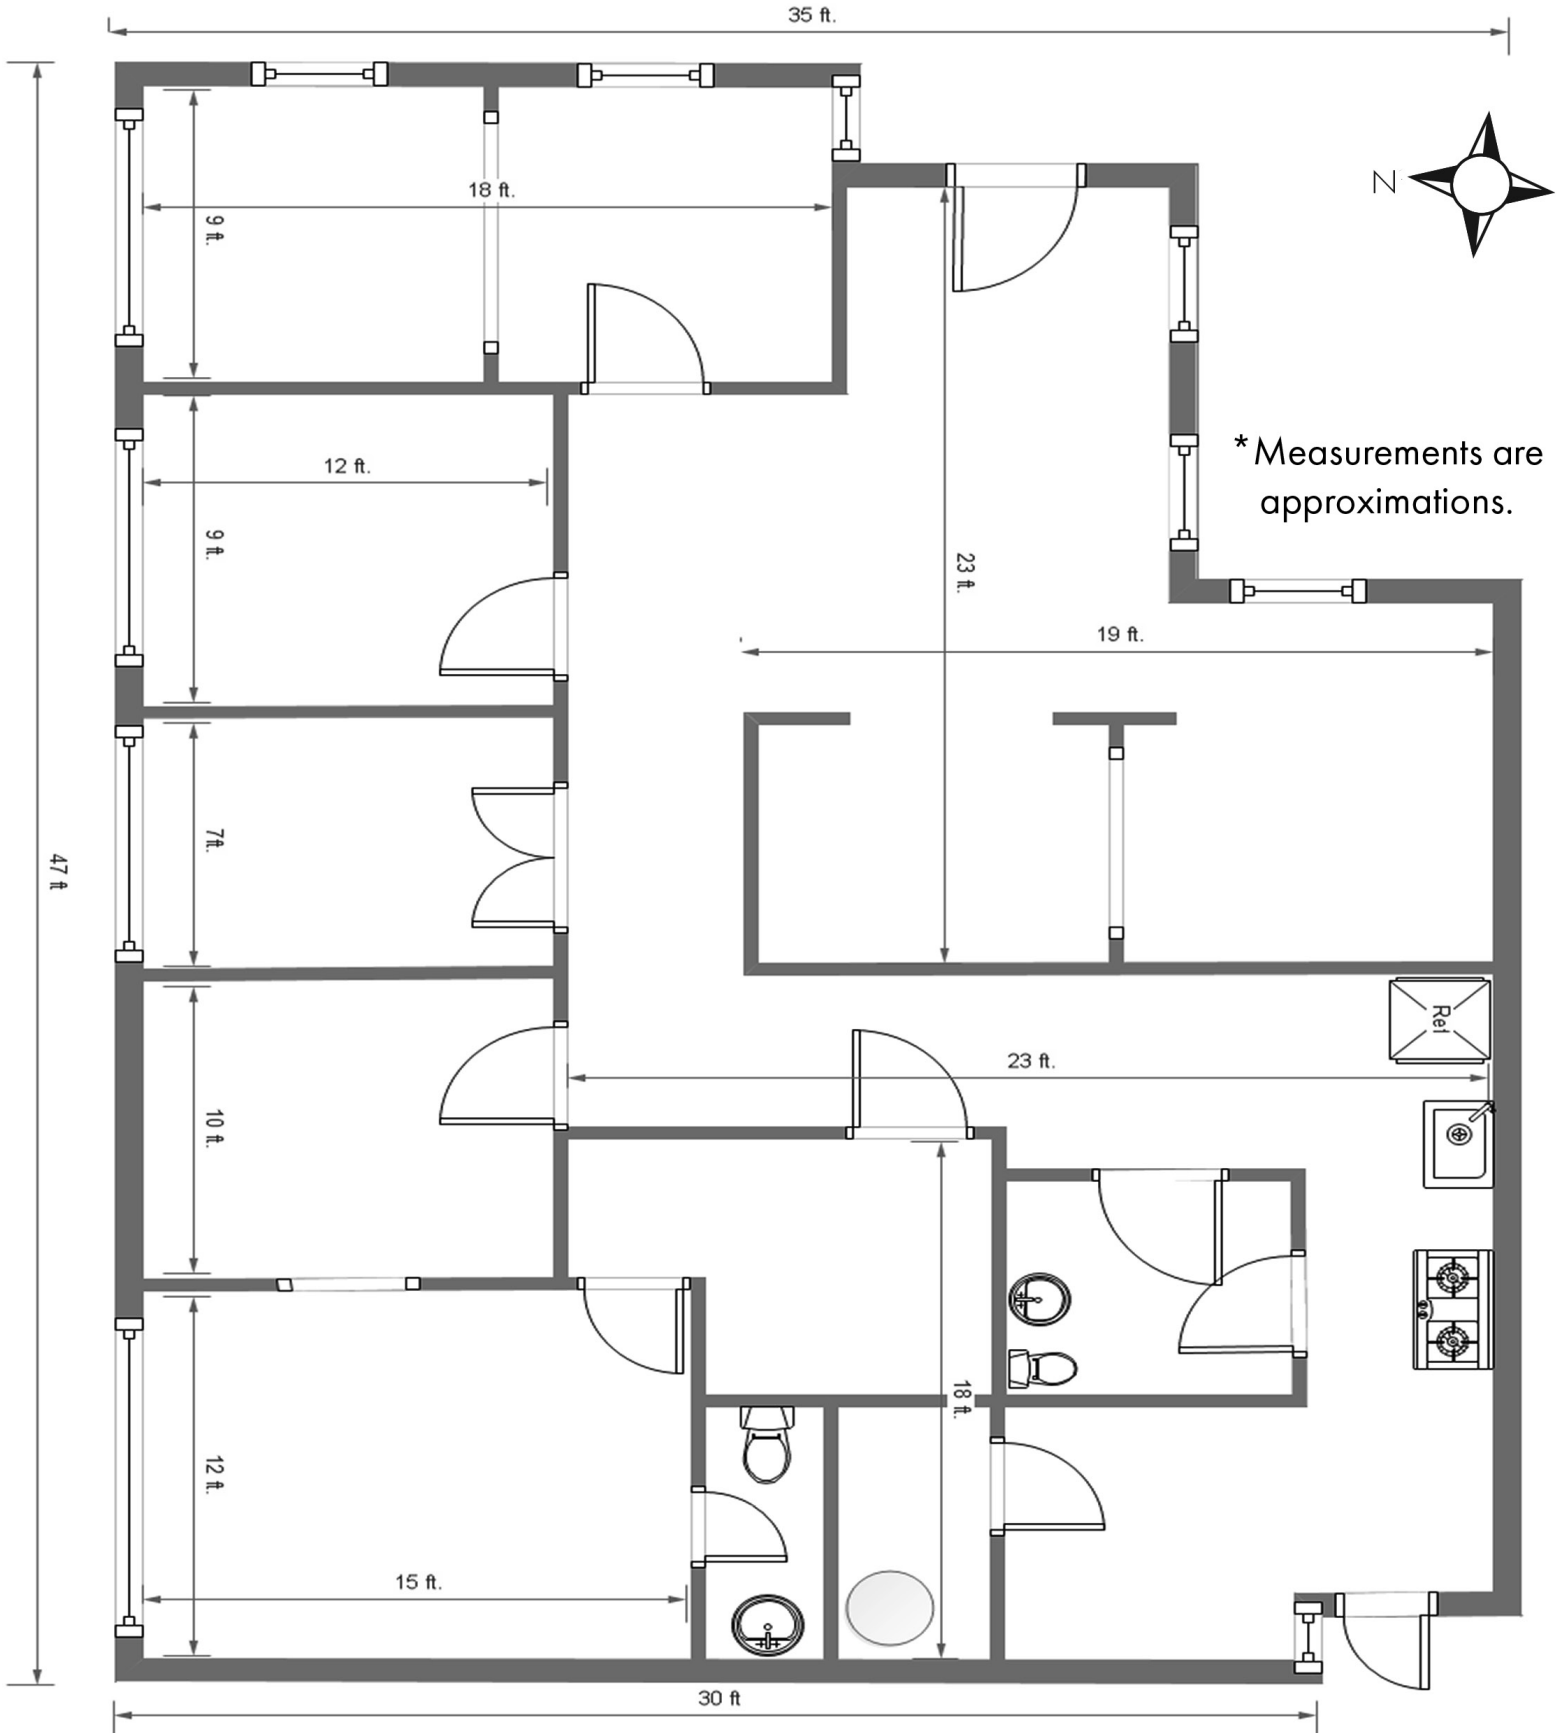 35 ft.
N
18 ft.
9 ft.
*Measurements are
approximations.
12 ft.
9 ft.
23 ft.
19 ft.
7ft.
47 ft
Ref
23 ft.
10 ft.
18 ft.
12 ft.
15 ft.
30 ft